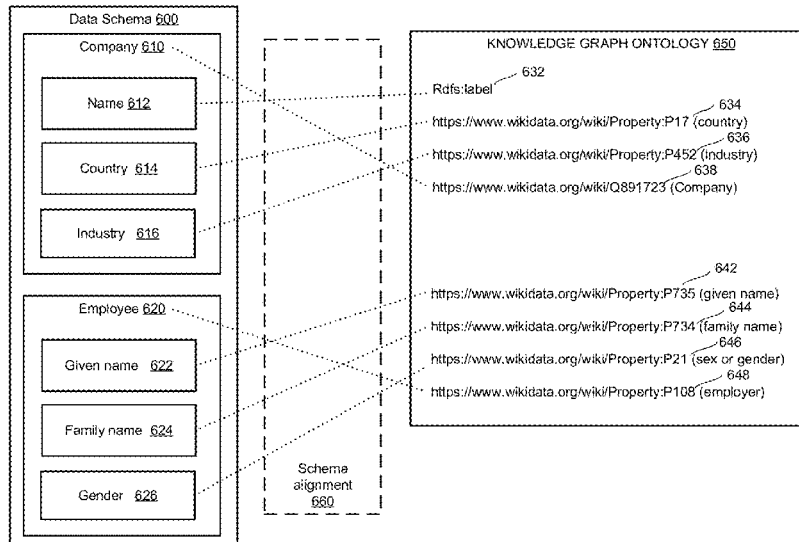 Data Schema 600
Company 610
Name 612
Country 614
Industry 616
Employee 620
Given name 622
Family name 624
Gender 626
Schema
alignment
660
KNOWLEDGE GRAPH ONTOLOGY 650
632
Rdfs:label
634
https://www.wikidata.org/wiki/Property:P17 (country)
636
https://www.wikidata.org/wiki/Property:P452 (industry)
638
https://www.wikidata.org/wiki/Q891723 (Company)
642
https://www.wikidata.org/wiki/Property:P735 (given name)
644
https://www.wikidata.org/wiki/Property:P734 (family name)
646
https://www.wikidata.org/wiki/Property:P21 (sex or gender)
648
https://www.wikidata.org/wiki/Property:P108 (employer)